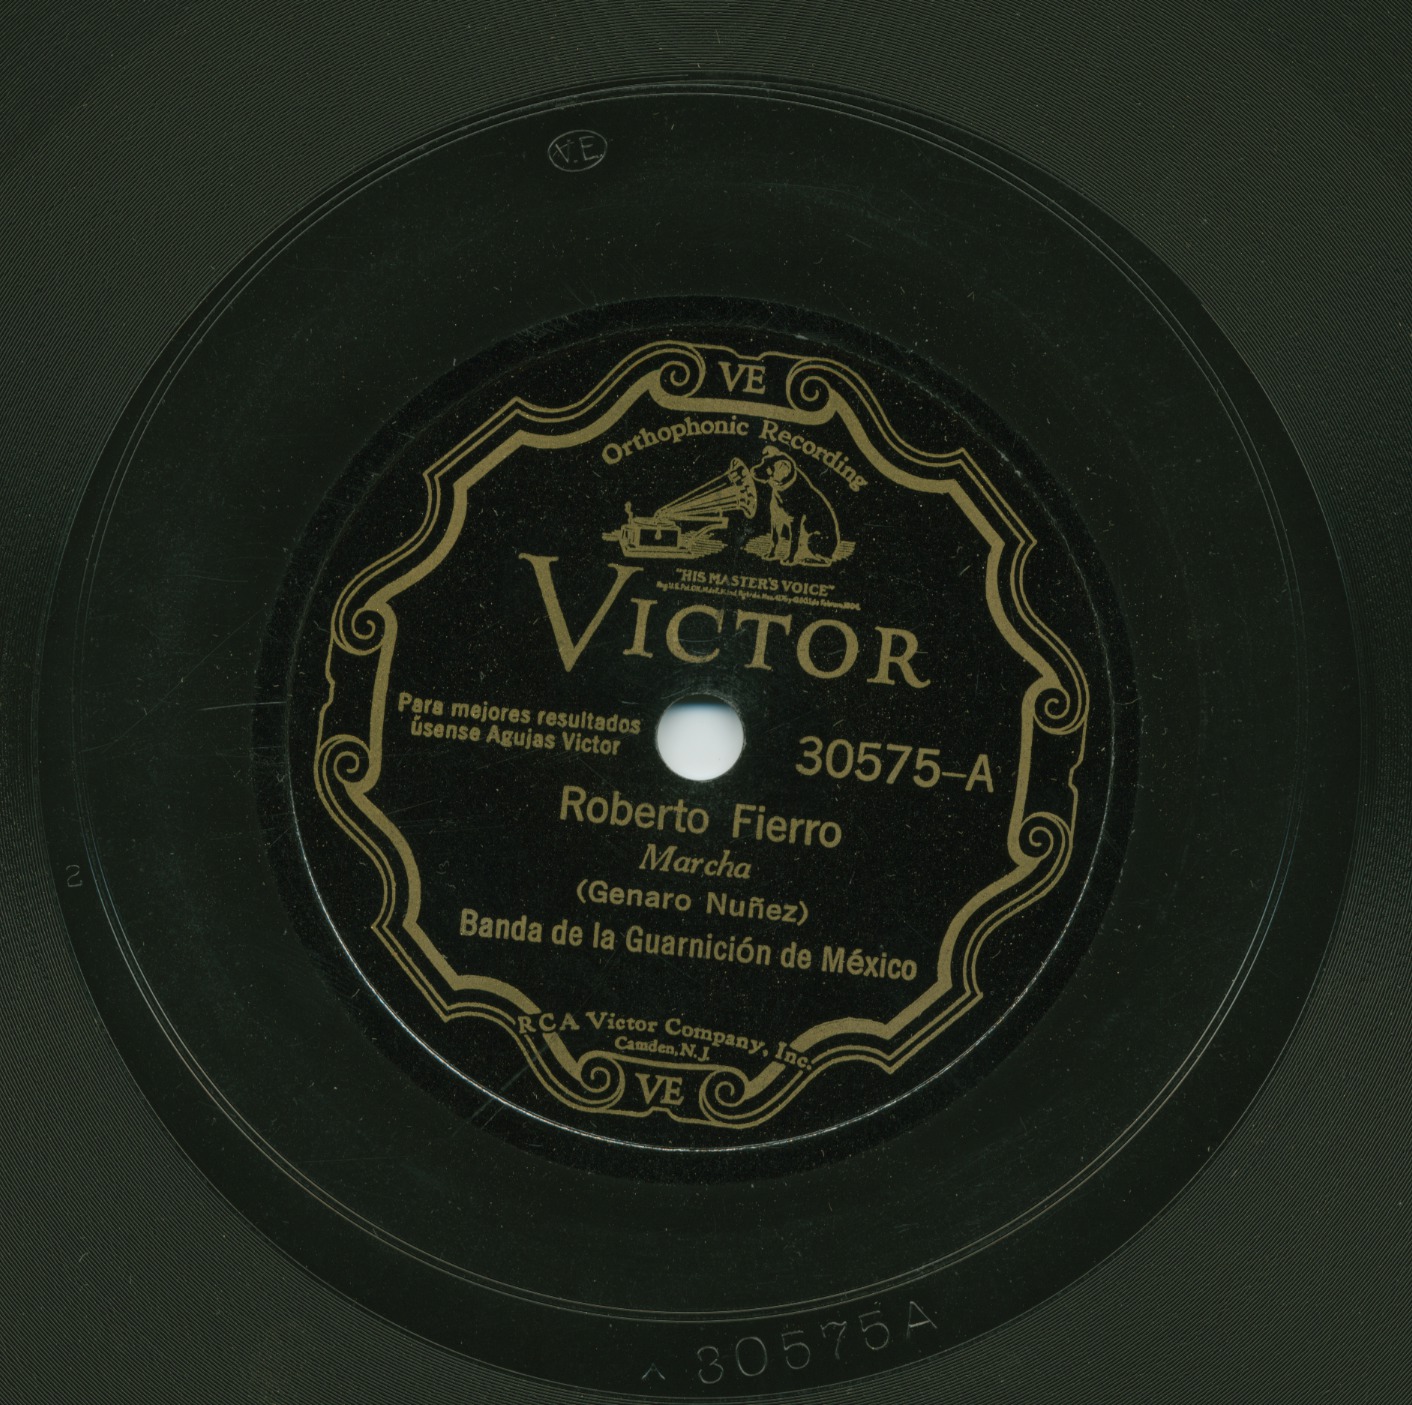 V.E.
VE
Orthophonic Recording
"HIS MASTER'S VOICE"
VICTOR
Para mejores resultados
úsense Agujas Victor
30575-A
Roberto Fierro
Marcha
(Genaro Nuñez)
Banda de la Guarnición de México
RCA Victor Company, Inc.
Camden, N.J.
VE
2
30575A